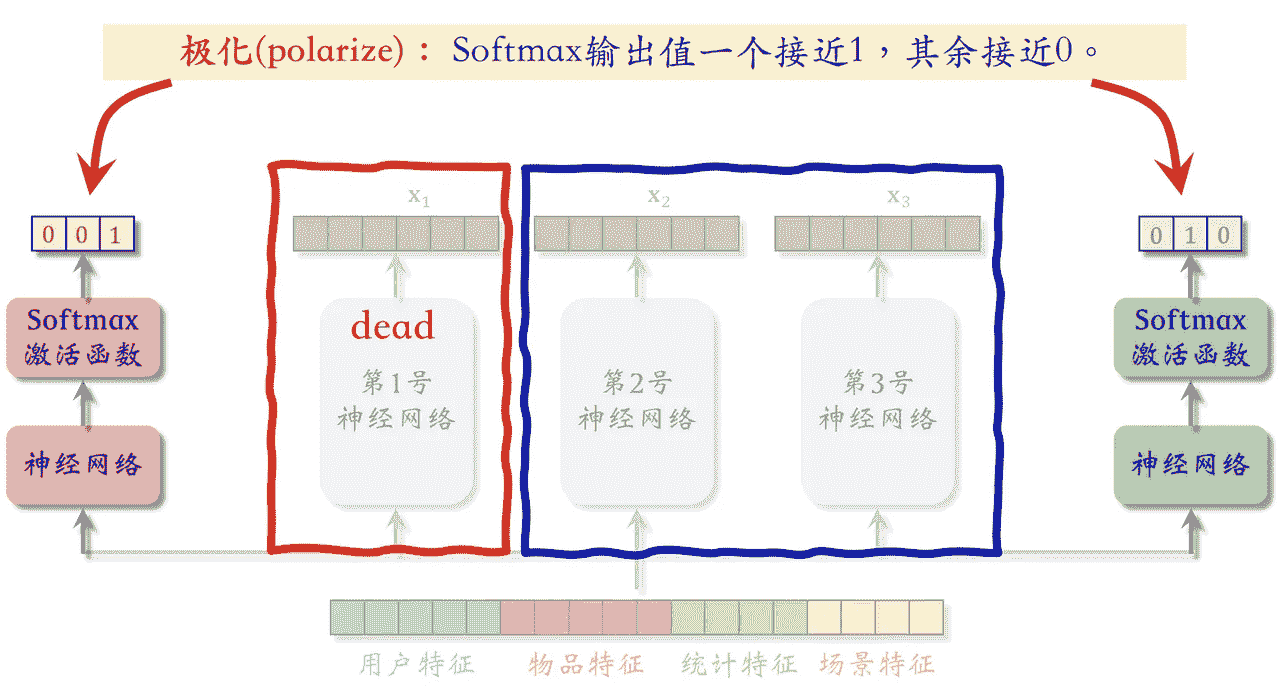 极化(polarize)： Softmax输出值一个接近1，其余接近0。
x1
x2
x3
0 0 1
0 1 0
Softmax
激活函数
dead
第1号
神经网络
第2号
神经网络
第3号
神经网络
Softmax
激活函数
神经网络
神经网络
用户特征 物品特征 统计特征 场景特征